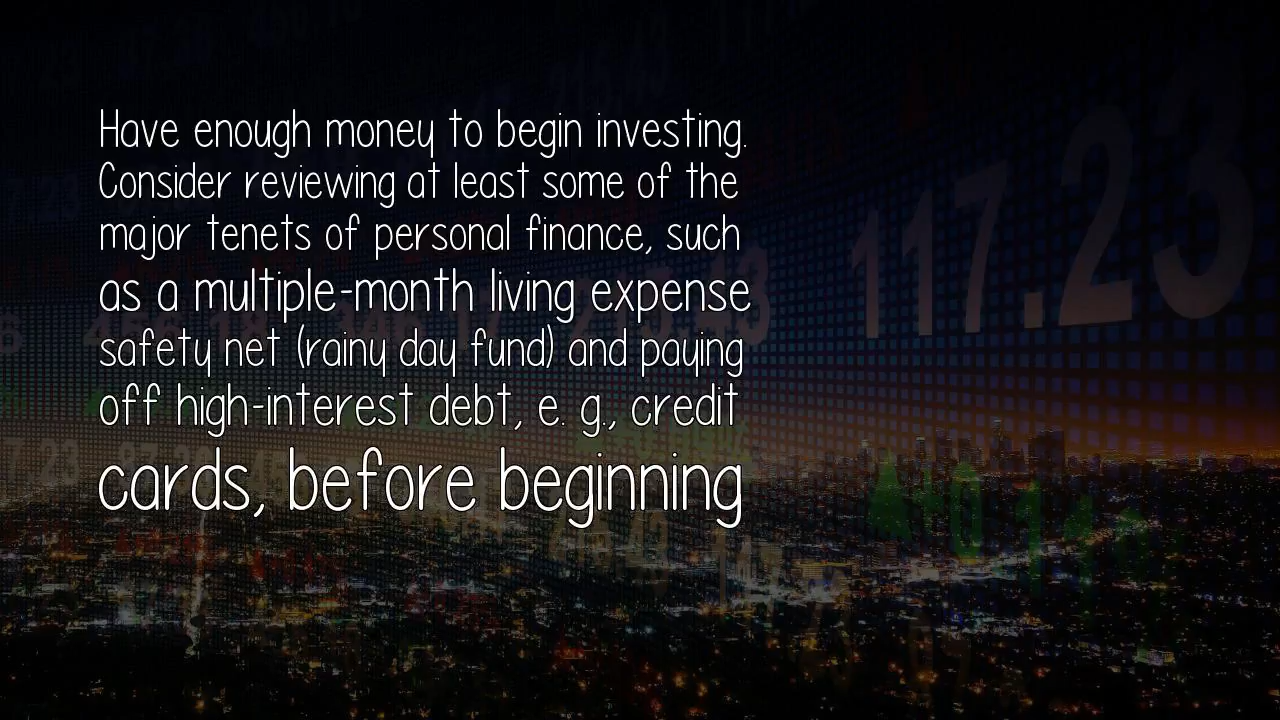 Have enough money to begin investing.
Consider reviewing at least some of the
major tenets of personal finance, such
as a multiple-month living expense
safety net (rainy day fund) and paying
off high-interest debt, e. g., credit
cards, before beginning
117.23